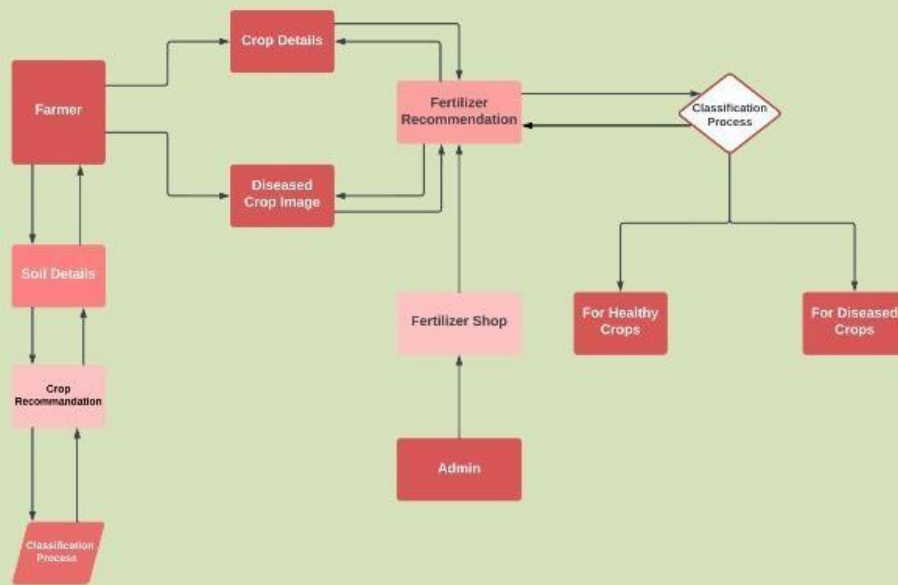 Crop Details
Farmer
Fertilizer
Recommendation
Classification
Process
Diseased
Crop Image
Soil Details
Fertilizer Shop
For Healthy
Crops
For Diseased
Crops
Crop
Recommandation
Admin
Classification
Process